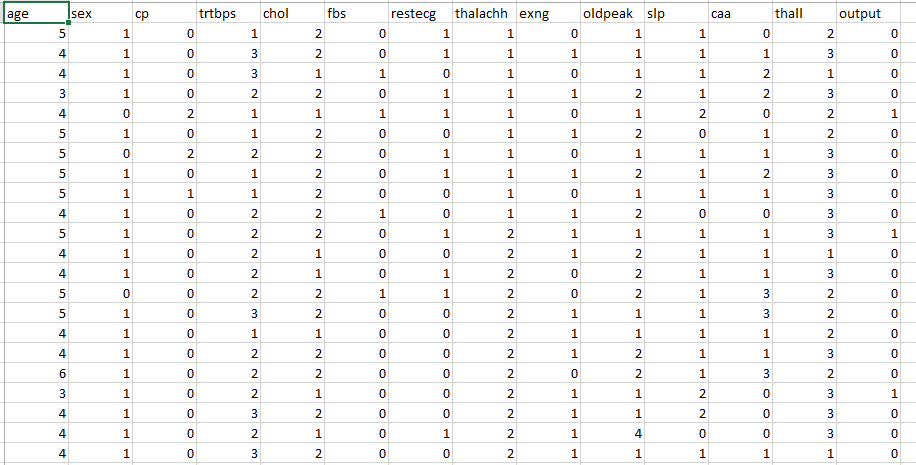 age sex cp trtbps chol fbs restecg thalachh exng oldpeak slp caa thall output
5 1 0 1 2 0 1 1 0 1 1 0 2 0
4 1 0 3 2 0 1 1 1 1 1 1 3 0
4 1 0 3 1 1 0 1 0 1 1 2 1 0
3 1 0 2 2 0 1 1 1 2 1 2 3 0
4 0 2 1 1 1 1 1 0 1 2 0 2 1
5 1 0 1 2 0 0 1 1 2 0 1 2 0
5 0 2 2 2 0 1 1 0 1 1 1 3 0
5 1 0 1 2 0 1 1 1 2 1 2 3 0
5 1 1 1 2 0 0 1 0 1 1 1 3 0
4 1 0 2 2 1 0 1 1 2 0 0 3 0
5 1 0 2 2 0 1 2 1 1 1 1 3 1
4 1 0 2 1 0 0 2 1 2 1 1 1 0
4 1 0 2 1 0 1 2 0 2 1 1 3 0
5 0 0 2 2 1 1 2 0 2 1 3 2 0
5 1 0 3 2 0 0 2 1 1 1 3 2 0
4 1 0 1 1 0 0 2 1 1 1 1 2 0
4 1 0 2 2 0 0 2 1 2 1 1 3 0
6 1 0 2 2 0 0 2 0 2 1 3 2 0
3 1 0 2 1 0 0 2 1 1 2 0 3 1
4 1 0 3 2 0 0 2 1 1 2 0 3 0
4 1 0 2 1 0 1 2 1 4 0 0 3 0
4 1 0 3 2 0 0 2 1 1 1 1 1 0